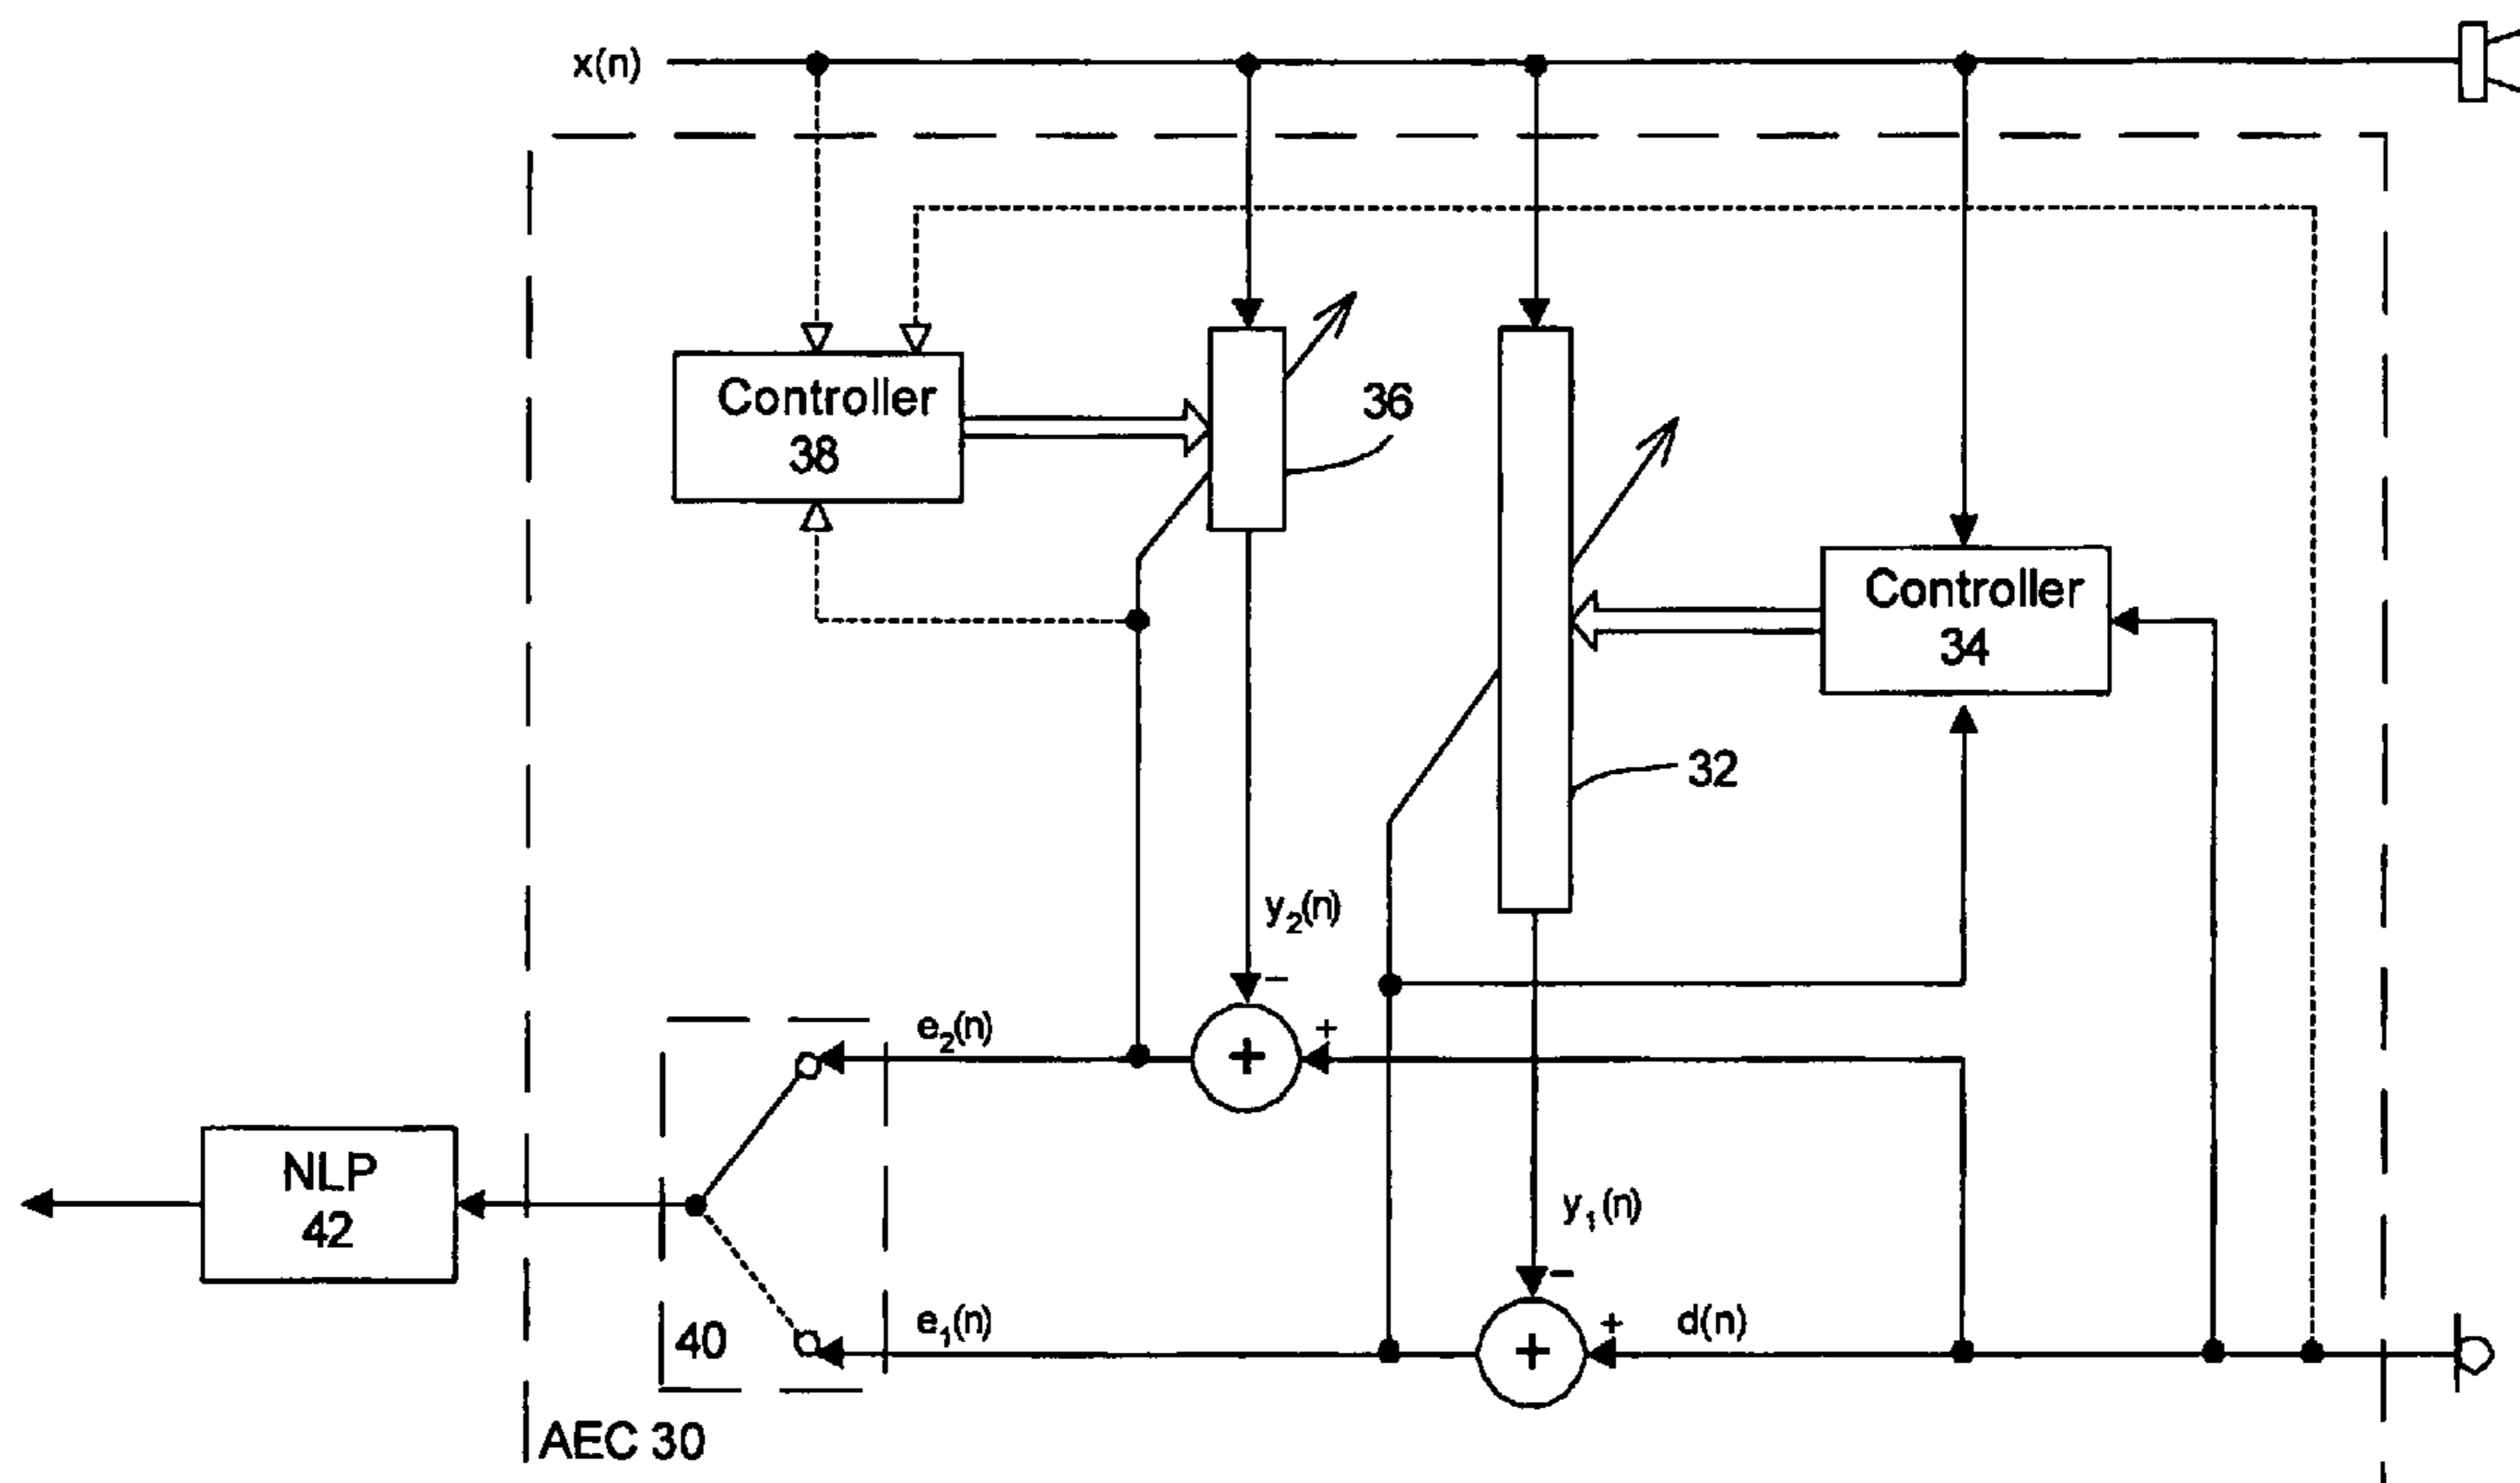 x(n)
Controller
38
36
Controller
34
32
y₂(n)
−
e₂(n)
+
+
NLP
42
y₁(n)
−
40
e₁(n)
+
+
d(n)
AEC 30